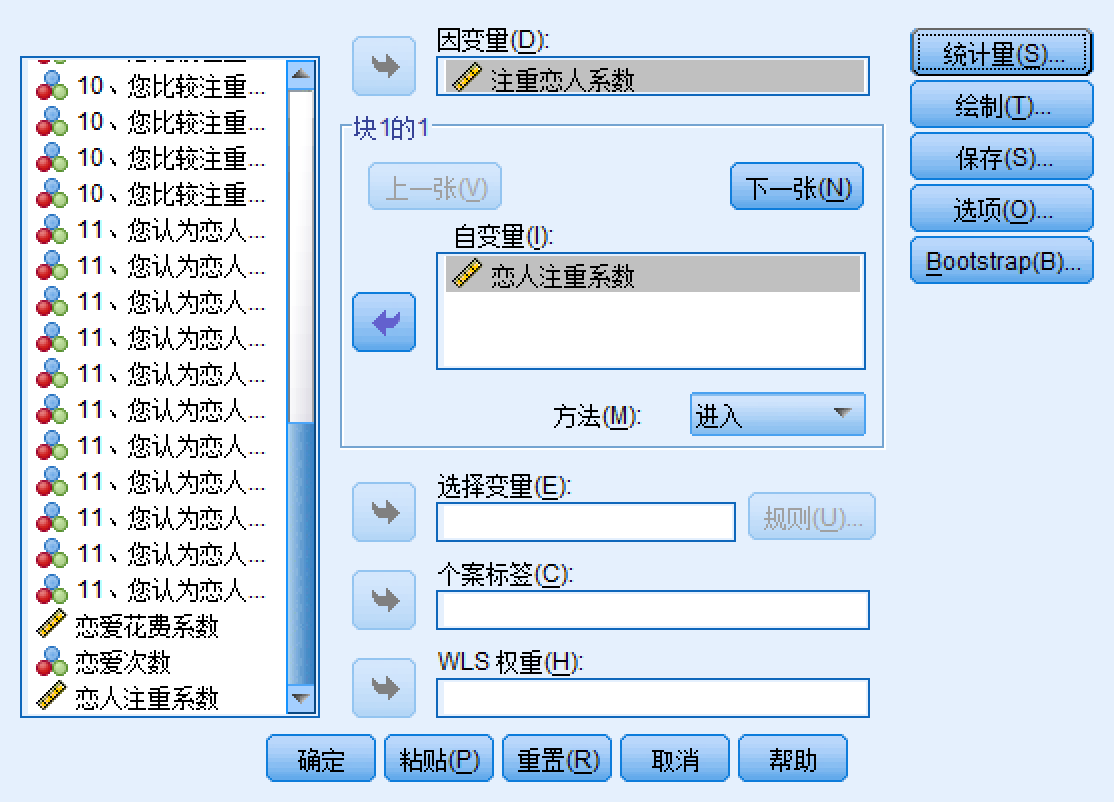 10、您比较注重...
10、您比较注重...
10、您比较注重...
10、您比较注重...
11、您认为恋人...
11、您认为恋人...
11、您认为恋人...
11、您认为恋人...
11、您认为恋人...
11、您认为恋人...
11、您认为恋人...
11、您认为恋人...
11、您认为恋人...
11、您认为恋人...
11、您认为恋人...
恋爱花费系数
恋爱次数
恋人注重系数
因变量(D):
注重恋人系数
块1的1
上一张(V)
下一张(N)
自变量(I):
恋人注重系数
方法(M):
进入
选择变量(E):
规则(U)...
个案标签(C):
WLS 权重(H):
统计量(S)...
绘制(T)...
保存(S)...
选项(O)...
Bootstrap(B)...
确定
粘贴(P)
重置(R)
取消
帮助